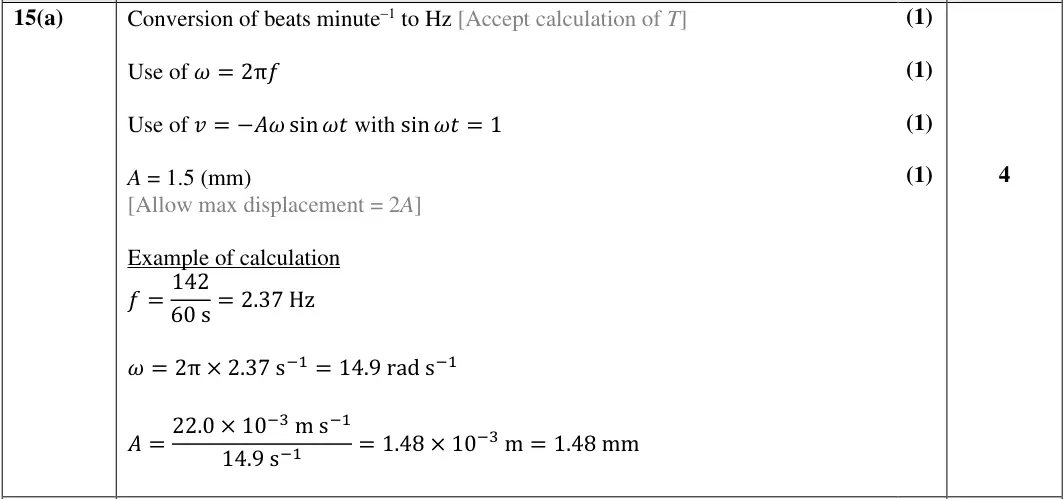 15(a) Conversion of beats minute⁻¹ to Hz [Accept calculation of T] (1)
Use of ω = 2πf (1)
Use of v = −Aω sin ωt with sin ωt = 1 (1)
A = 1.5 (mm) (1) 4
[Allow max displacement = 2A]
Example of calculation
f = 142/60 s = 2.37 Hz
ω = 2π × 2.37 s⁻¹ = 14.9 rad s⁻¹
A = 22.0 × 10⁻³ m s⁻¹/14.9 s⁻¹ = 1.48 × 10⁻³ m = 1.48 mm